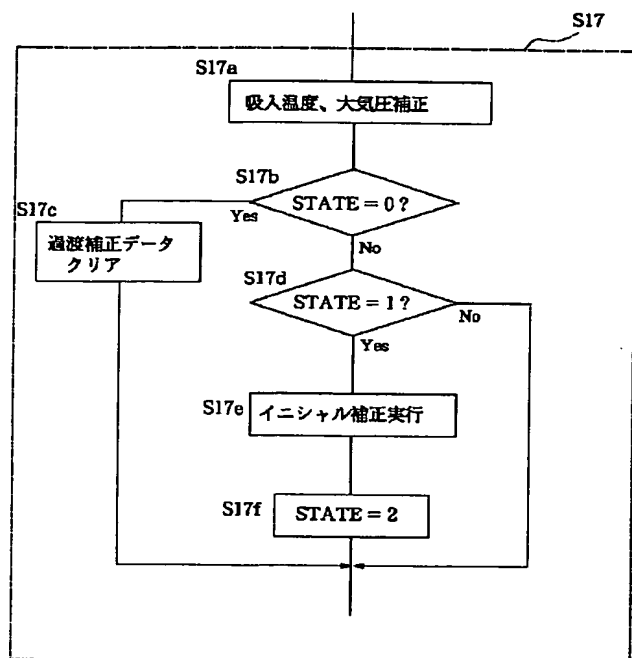 S17
S17a
吸入温度、大気圧補正
S17b
STATE = 0?
Yes
No
S17c
過渡補正データ
クリア
S17d
STATE = 1?
No
Yes
S17e
イニシャル補正実行
S17f
STATE = 2